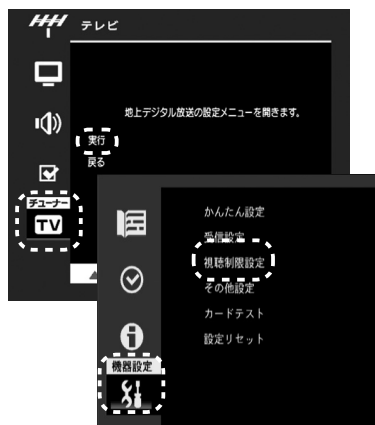 テレビ
地上デジタル放送の設定メニューを開きます。
実行
戻る
チューナー
TV
かんたん設定
受信設定
視聴制限設定
その他設定
カードテスト
設定リセット
機器設定